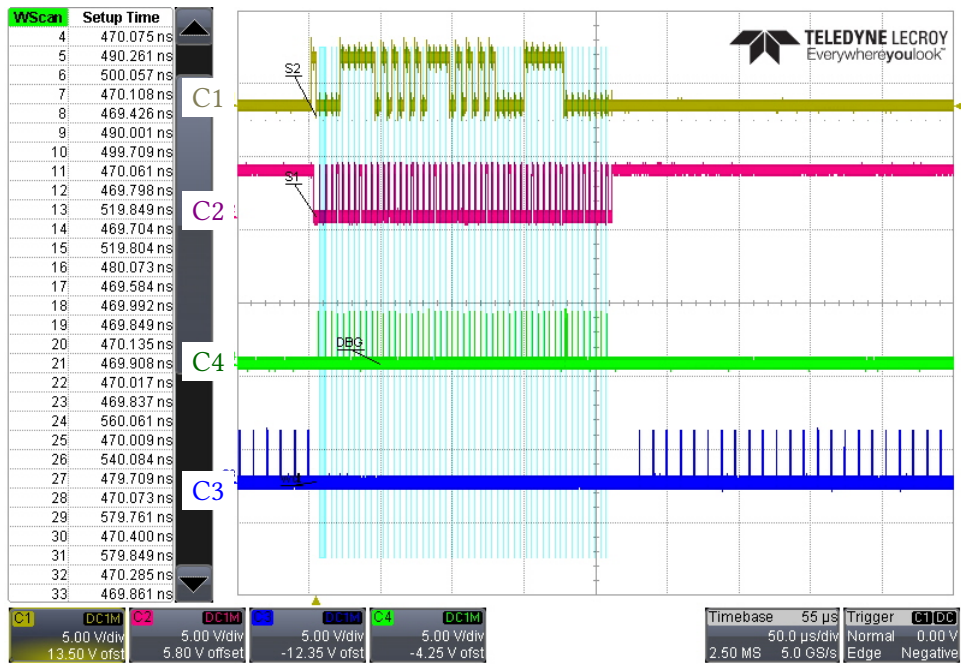 WScan Setup Time
4 470.075 ns
5 490.261 ns
6 500.057 ns
7 470.108 ns
8 469.426 ns
9 490.001 ns
10 499.709 ns
11 470.061 ns
12 469.798 ns
13 519.849 ns
14 469.704 ns
15 519.804 ns
16 480.073 ns
17 469.584 ns
18 469.992 ns
19 469.849 ns
20 470.135 ns
21 469.908 ns
22 470.017 ns
23 469.837 ns
24 560.061 ns
25 470.009 ns
26 540.084 ns
27 479.709 ns
28 470.073 ns
29 579.761 ns
30 470.400 ns
31 579.849 ns
32 470.285 ns
33 469.861 ns
TELEDYNE LECROY
Everywhereyoulook™
C1
S2
C2
S1
C4
DBG
C3
C1 DC1M
5.00 V/div
13.50 V ofst
C2 DC1M
5.00 V/div
5.80 V offset
C3 DC1M
5.00 V/div
-12.35 V ofst
C4 DC1M
5.00 V/div
-4.25 V ofst
Timebase 55 µs
50.0 µs/div
2.50 MS 5.0 GS/s
Trigger C1 DC
Normal 0.00 V
Edge Negative